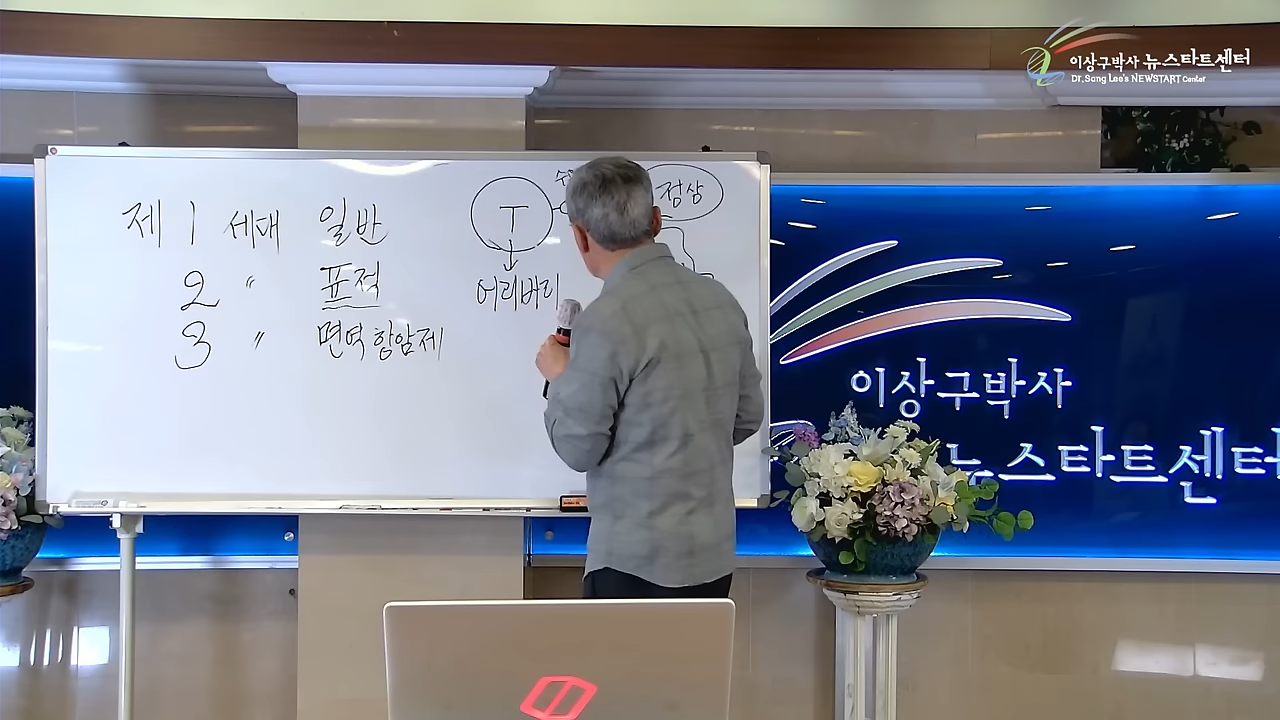 이상구박사 뉴스타트센터
Dr. Sang Lee's NEWSTART Center
제 1 세대 일반
2 〃 표적
3 〃 면역항암제
T
어리버리
정상
이상구박사
뉴스타트센터